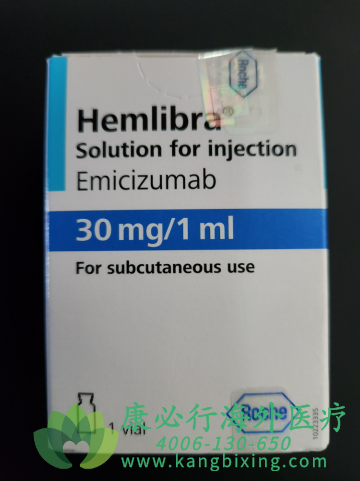 Roche
Hemlibra®
Solution for injection
Emicizumab
30 mg/1 ml
For subcutaneous use
Roche
1 vial
10223335
康必行海外医疗
4006-130-650
www.kangbixing.com